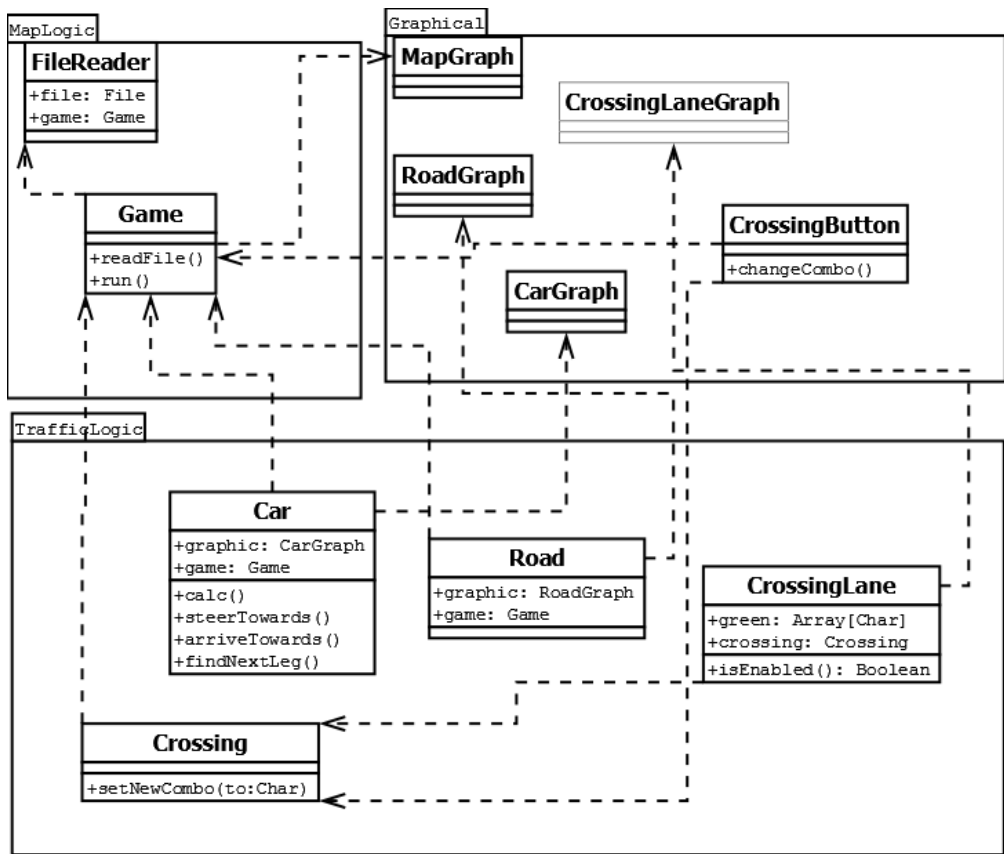 MapLogic
FileReader
+file: File
+game: Game
Game
+readFile()
+run()
Graphical
MapGraph
CrossingLaneGraph
RoadGraph
CrossingButton
+changeCombo()
CarGraph
TrafficLogic
Car
+graphic: CarGraph
+game: Game
+calc()
+steerTowards()
+arriveTowards()
+findNextLeg()
Road
+graphic: RoadGraph
+game: Game
CrossingLane
+green: Array[Char]
+crossing: Crossing
+isEnabled(): Boolean
Crossing
+setNewCombo(to:Char)